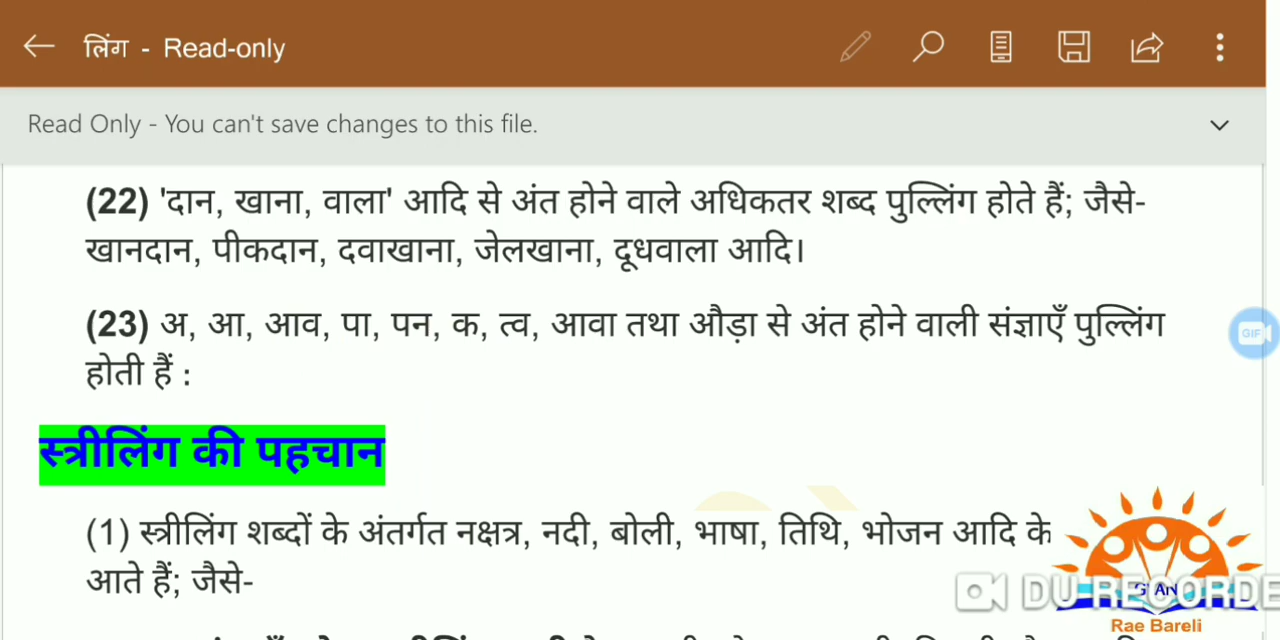 लिंग - Read-only
Read Only - You can't save changes to this file.
(22) 'दान, खाना, वाला' आदि से अंत होने वाले अधिकतर शब्द पुल्लिंग होते हैं; जैसे-
खानदान, पीकदान, दवाखाना, जेलखाना, दूधवाला आदि।
(23) अ, आ, आव, पा, पन, क, त्व, आवा तथा औड़ा से अंत होने वाली संज्ञाएँ पुल्लिंग
होती हैं :
GIF
स्त्रीलिंग की पहचान
(1) स्त्रीलिंग शब्दों के अंतर्गत नक्षत्र, नदी, बोली, भाषा, तिथि, भोजन आदि के
आते हैं; जैसे-
DU RECORDE
Rae Bareli